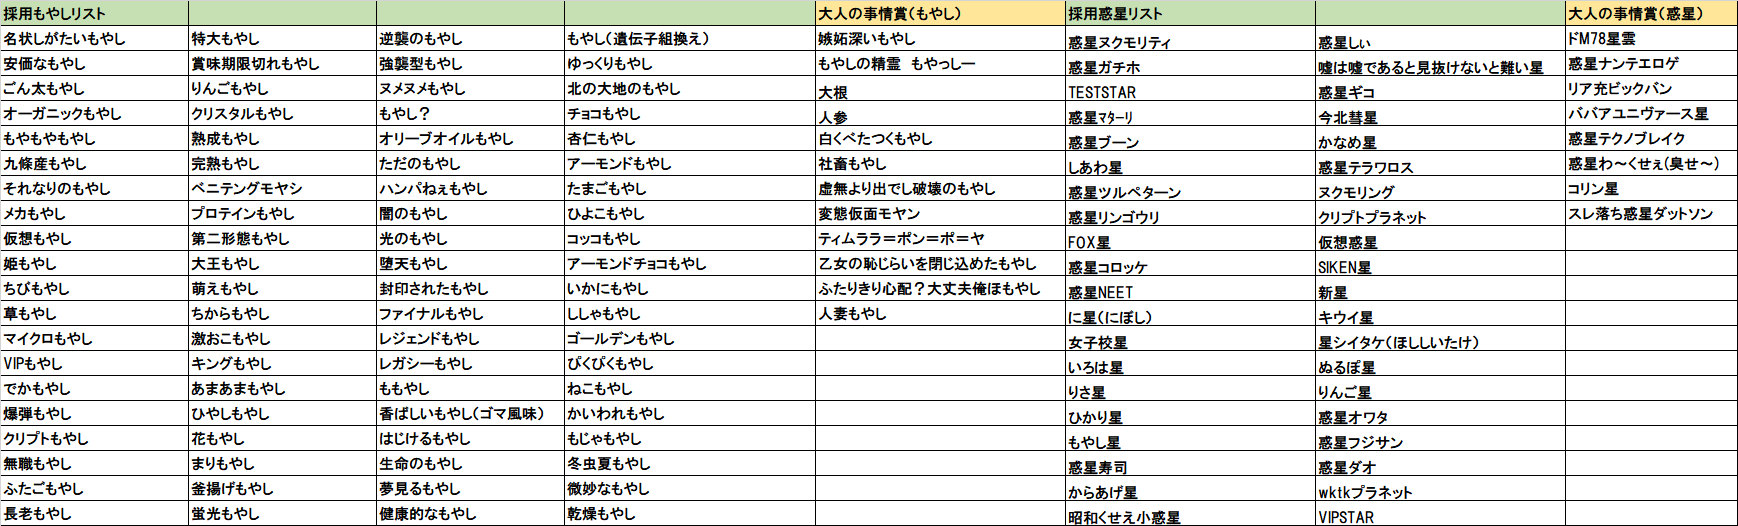 採用もやしリスト 大人の事情賞(もやし) 採用惑星リスト 大人の事情賞(惑星)
名状しがたいもやし 特大もやし 逆襲のもやし もやし(遺伝子組換え) 嫉妬深いもやし 惑星ヌクモリティ 惑星しぃ ドM78星雲
安価なもやし 賞味期限切れもやし 強襲型もやし ゆっくりもやし もやしの精霊 もやっしー 惑星ガチホ 嘘は嘘であると見抜けないと難い星 惑星ナンテエロゲ
ごん太もやし りんごもやし ヌメヌメもやし 北の大地のもやし 大根 TESTSTAR 惑星ギコ リア充ビックバン
オーガニックもやし クリスタルもやし もやし? チョコもやし 人参 惑星ﾏﾀｰﾘ 今北彗星 ババアユニヴァース星
もやもやもやし 熟成もやし オリーブオイルもやし 杏仁もやし 白くべたつくもやし 惑星ブーン かなめ星 惑星テクノブレイク
九條産もやし 完熟もやし ただのもやし アーモンドもやし 社畜もやし しあわ星 惑星テラワロス 惑星わ~くせぇ(臭せ~)
それなりのもやし ベニテングモヤシ ハンパねぇもやし たまごもやし 虚無より出でし破壊のもやし 惑星ツルペターン ヌクモリング コリン星
メカもやし プロテインもやし 闇のもやし ひよこもやし 変態仮面モヤン 惑星リンゴウリ クリプトプラネット スレ落ち惑星ダットソン
仮想もやし 第二形態もやし 光のもやし コッコもやし ティムララ=ポン=ポ=ヤ FOX星 仮想惑星
姫もやし 大王もやし 堕天もやし アーモンドチョコもやし 乙女の恥じらいを閉じ込めたもやし 惑星コロッケ SIKEN星
ちびもやし 萌えもやし 封印されたもやし いかにもやし ふたりきり心配?大丈夫俺ほもやし 惑星NEET 新星
草もやし ちからもやし ファイナルもやし ししゃもやし 人妻もやし に星(にぼし) キウイ星
マイクロもやし 激おこもやし レジェンドもやし ゴールデンもやし 女子校星 星シイタケ(ほししいたけ)
VIPもやし キングもやし レガシーもやし ぴくぴくもやし いろは星 ぬるぽ星
でかもやし あまあまもやし ももやし ねこもやし りさ星 りんご星
爆弾もやし ひやしもやし 香ばしいもやし(ゴマ風味) かいわれもやし ひかり星 惑星オワタ
クリプトもやし 花もやし はじけるもやし もじゃもやし もやし星 惑星フジサン
無職もやし まりもやし 生命のもやし 冬虫夏もやし 惑星寿司 惑星ダオ
ふたごもやし 釜揚げもやし 夢見るもやし 微妙なもやし からあげ星 wktkプラネット
長老もやし 蛍光もやし 健康的なもやし 乾燥もやし 昭和くせえ小惑星 VIPSTAR